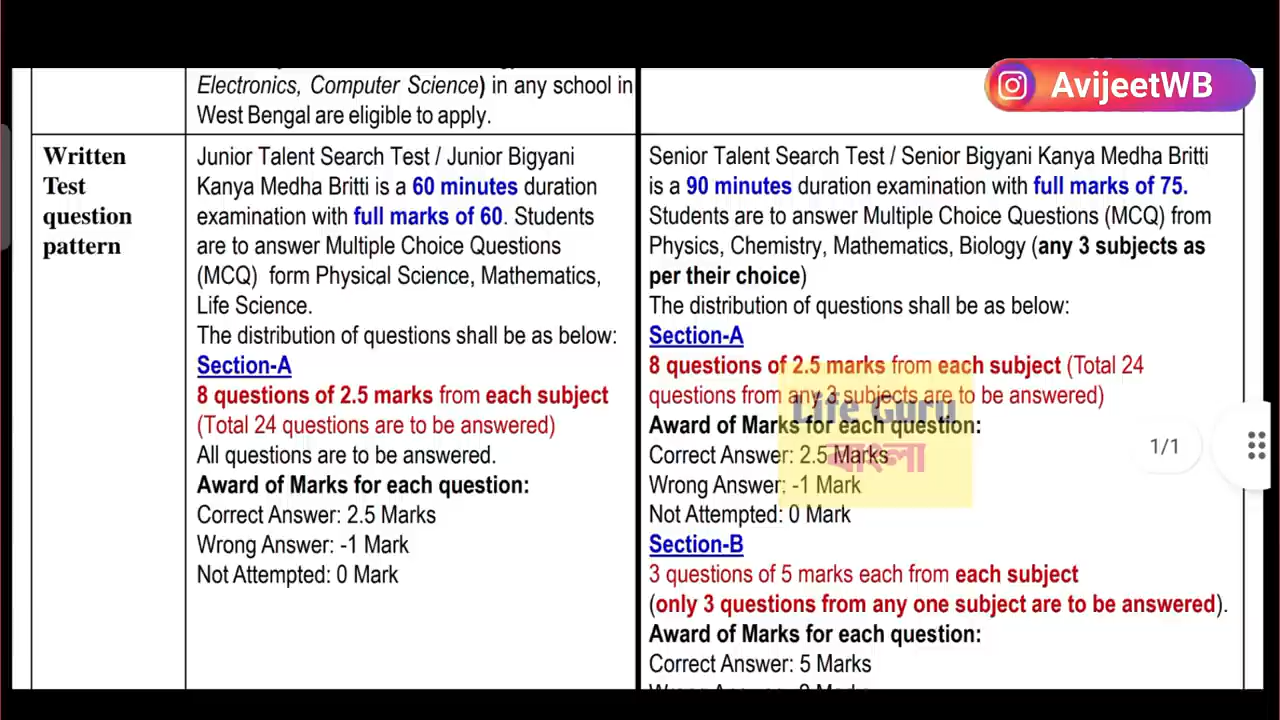 AvijeetWB
Electronics, Computer Science) in any school in
West Bengal are eligible to apply.
Written
Test
question
pattern
Junior Talent Search Test / Junior Bigyani
Kanya Medha Britti is a 60 minutes duration
examination with full marks of 60. Students
are to answer Multiple Choice Questions
(MCQ) form Physical Science, Mathematics,
Life Science.
The distribution of questions shall be as below:
Section-A
8 questions of 2.5 marks from each subject
(Total 24 questions are to be answered)
All questions are to be answered.
Award of Marks for each question:
Correct Answer: 2.5 Marks
Wrong Answer: -1 Mark
Not Attempted: 0 Mark
Senior Talent Search Test / Senior Bigyani Kanya Medha Britti
is a 90 minutes duration examination with full marks of 75.
Students are to answer Multiple Choice Questions (MCQ) from
Physics, Chemistry, Mathematics, Biology (any 3 subjects as
per their choice)
The distribution of questions shall be as below:
Section-A
8 questions of 2.5 marks from each subject (Total 24
questions from any 3 subjects are to be answered)
Award of Marks for each question:
Correct Answer: 2.5 Marks
Wrong Answer: -1 Mark
Not Attempted: 0 Mark
Section-B
3 questions of 5 marks each from each subject
(only 3 questions from any one subject are to be answered).
Award of Marks for each question:
Correct Answer: 5 Marks
Life Guru
বাংলা
1/1